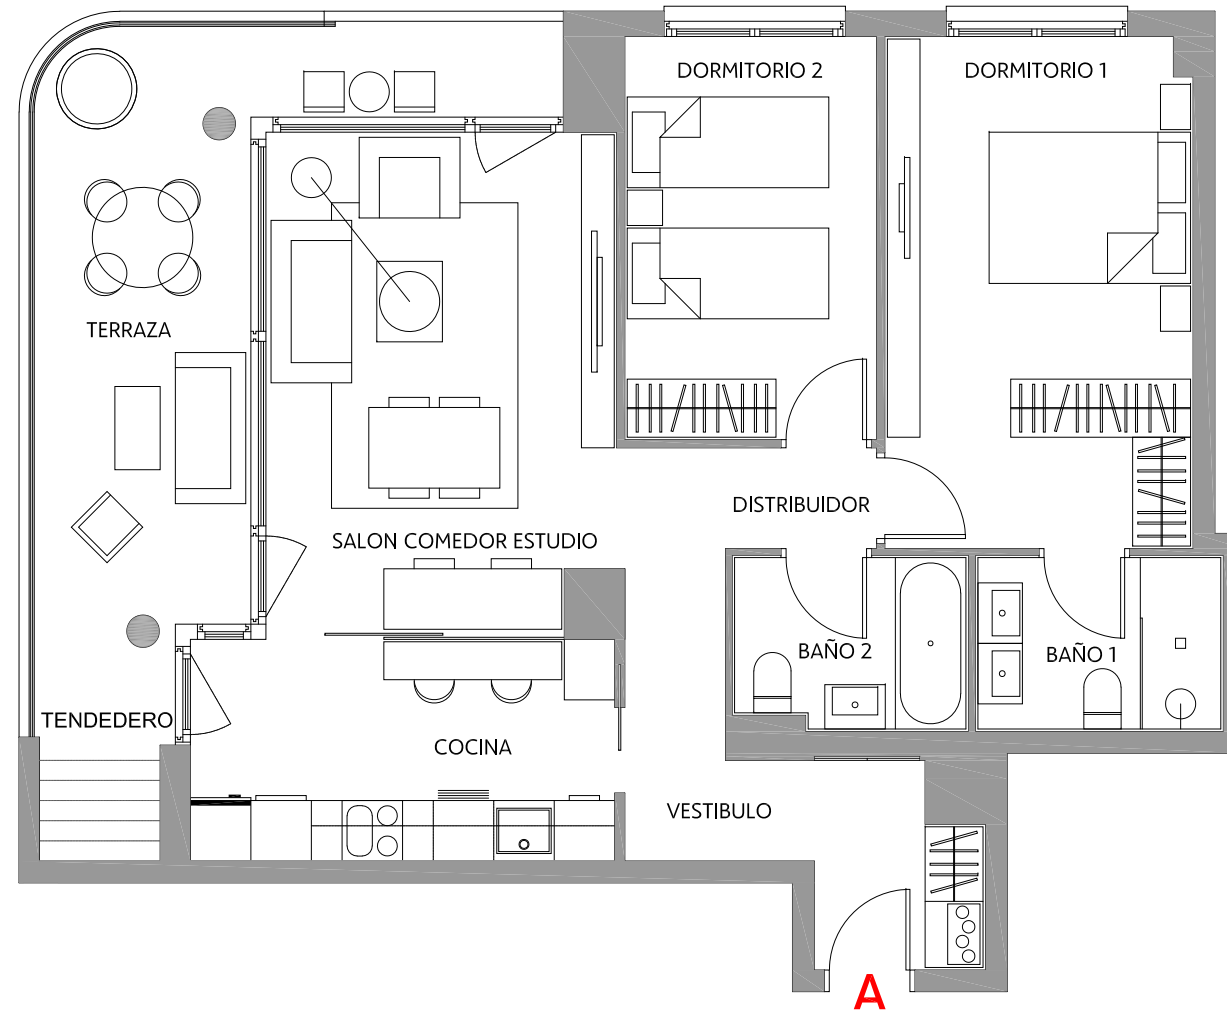 DORMITORIO 2
DORMITORIO 1
TERRAZA
DISTRIBUIDOR
SALON COMEDOR ESTUDIO
BAÑO 2
BAÑO 1
TENDEDERO
COCINA
VESTIBULO
A